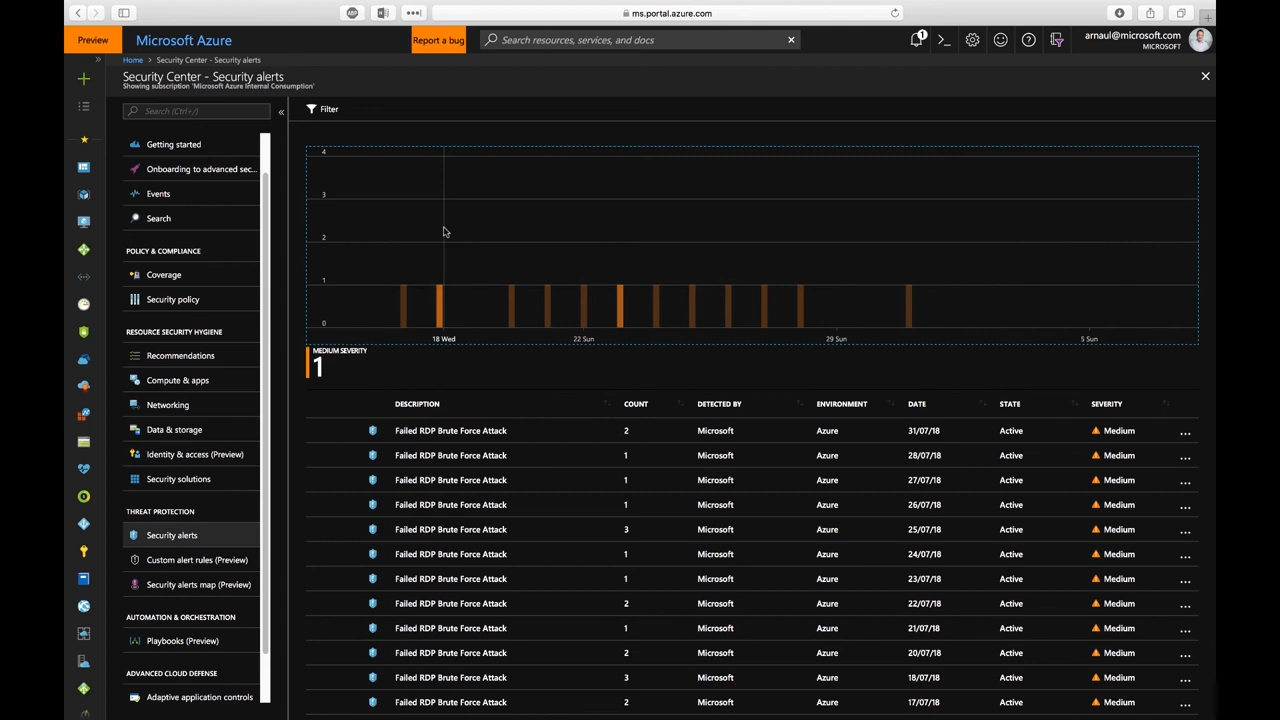 ABP
ms.portal.azure.com
Preview
Microsoft Azure
Report a bug
Search resources, services, and docs
1
arnaul@microsoft.com
MICROSOFT
Home > Security Center - Security alerts
Security Center - Security alerts
Showing subscription 'Microsoft Azure Internal Consumption'
Search (Ctrl+/)
Getting started
Onboarding to advanced sec...
Events
Search
POLICY & COMPLIANCE
Coverage
Security policy
RESOURCE SECURITY HYGIENE
Recommendations
Compute & apps
Networking
Data & storage
Identity & access (Preview)
Security solutions
THREAT PROTECTION
Security alerts
Custom alert rules (Preview)
Security alerts map (Preview)
AUTOMATION & ORCHESTRATION
Playbooks (Preview)
ADVANCED CLOUD DEFENSE
Adaptive application controls
Filter
4
3
2
1
0
18 Wed 22 Sun 29 Sun 5 Sun
MEDIUM SEVERITY
1
DESCRIPTION COUNT DETECTED BY ENVIRONMENT DATE STATE SEVERITY
Failed RDP Brute Force Attack 2 Microsoft Azure 31/07/18 Active Medium ...
Failed RDP Brute Force Attack 1 Microsoft Azure 28/07/18 Active Medium ...
Failed RDP Brute Force Attack 1 Microsoft Azure 27/07/18 Active Medium ...
Failed RDP Brute Force Attack 1 Microsoft Azure 26/07/18 Active Medium ...
Failed RDP Brute Force Attack 3 Microsoft Azure 25/07/18 Active Medium ...
Failed RDP Brute Force Attack 1 Microsoft Azure 24/07/18 Active Medium ...
Failed RDP Brute Force Attack 1 Microsoft Azure 23/07/18 Active Medium ...
Failed RDP Brute Force Attack 2 Microsoft Azure 22/07/18 Active Medium ...
Failed RDP Brute Force Attack 1 Microsoft Azure 21/07/18 Active Medium ...
Failed RDP Brute Force Attack 2 Microsoft Azure 20/07/18 Active Medium ...
Failed RDP Brute Force Attack 3 Microsoft Azure 18/07/18 Active Medium ...
Failed RDP Brute Force Attack 2 Microsoft Azure 17/07/18 Active Medium ...